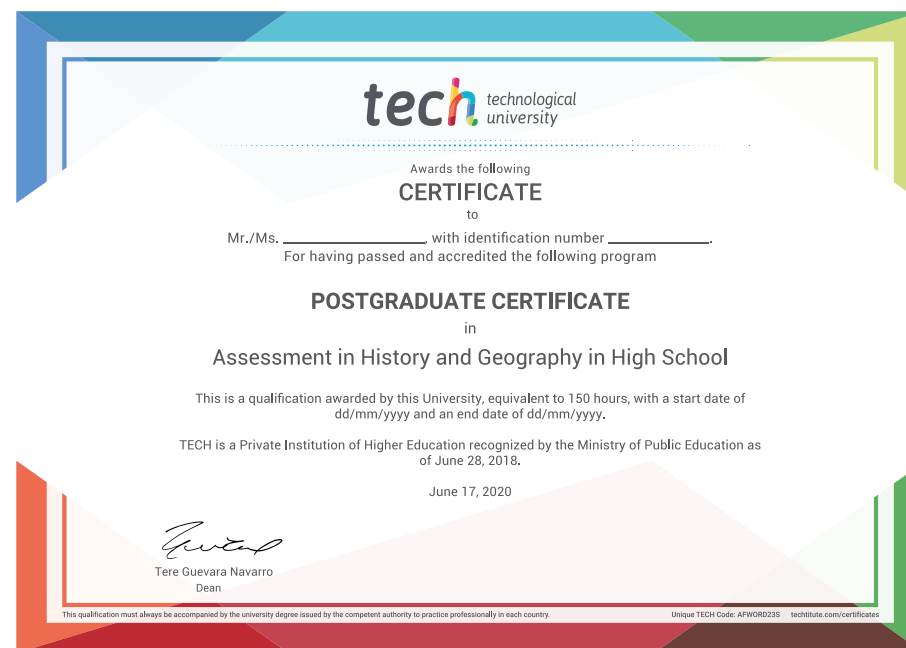 tech technological university
Awards the following
CERTIFICATE
to
Mr./Ms. ____________________, with identification number ______________.
For having passed and accredited the following program
POSTGRADUATE CERTIFICATE
in
Assessment in History and Geography in High School
This is a qualification awarded by this University, equivalent to 150 hours, with a start date of
dd/mm/yyyy and an end date of dd/mm/yyyy.
TECH is a Private Institution of Higher Education recognized by the Ministry of Public Education as
of June 28, 2018.
June 17, 2020
Tere Guevara Navarro
Dean
This qualification must always be accompanied by the university degree issued by the competent authority to practice professionally in each country.
Unique TECH Code: AFWORD23S techtitute.com/certificates